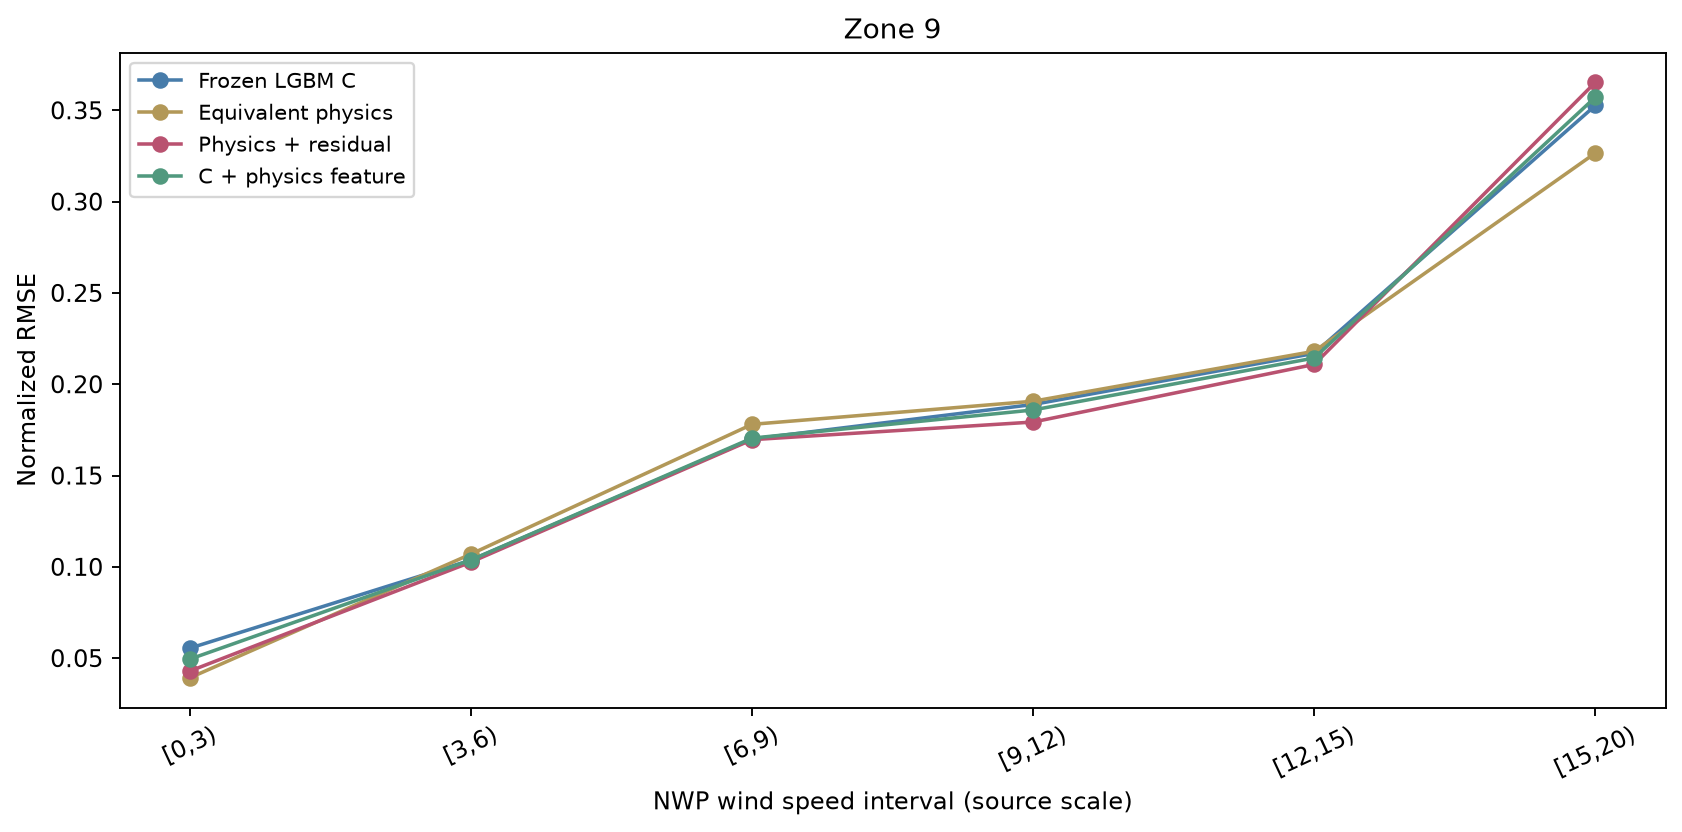 Zone 9
Frozen LGBM C
Equivalent physics
Physics + residual
C + physics feature
Normalized RMSE
0.35
0.30
0.25
0.20
0.15
0.10
0.05
[0,3)
[3,6)
[6,9)
[9,12)
[12,15)
[15,20)
NWP wind speed interval (source scale)